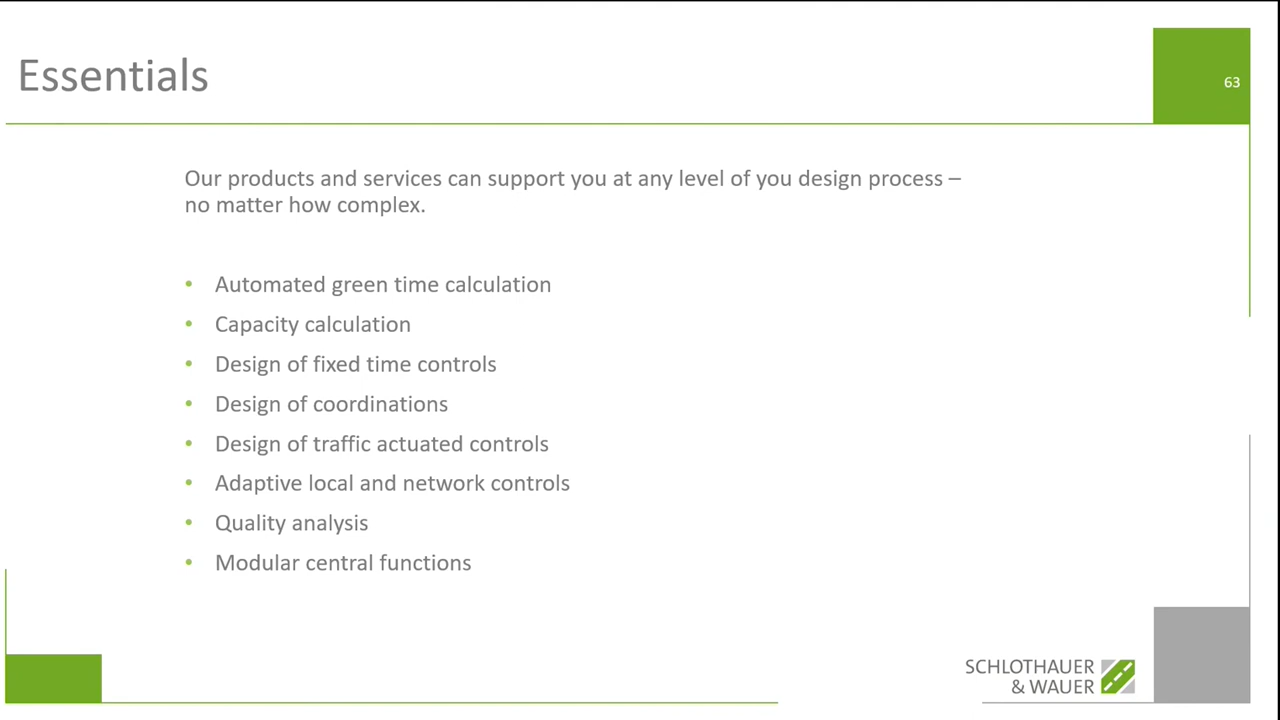 Essentials
63
Our products and services can support you at any level of you design process –
no matter how complex.
• Automated green time calculation
• Capacity calculation
• Design of fixed time controls
• Design of coordinations
• Design of traffic actuated controls
• Adaptive local and network controls
• Quality analysis
• Modular central functions
SCHLOTHAUER
& WAUER